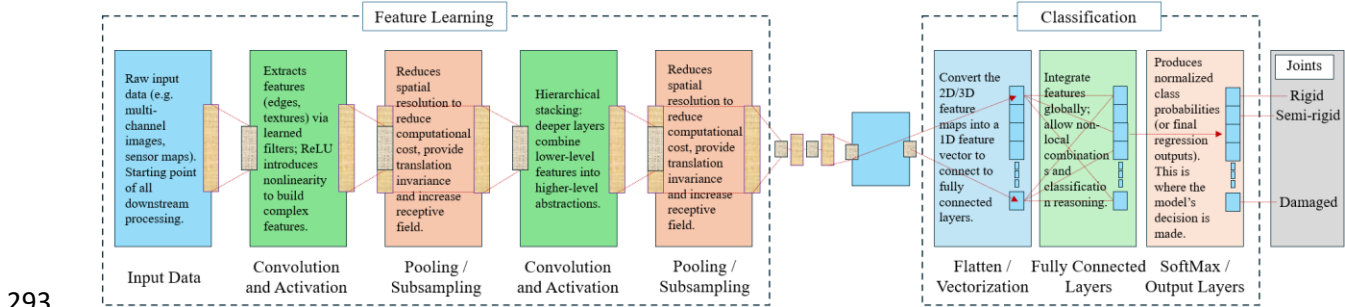 Feature Learning
Classification
Raw input
data (e.g.
multi-
channel
images,
sensor maps).
Starting point
of all
downstream
processing.
Input Data
Extracts
features
(edges,
textures) via
learned
filters; ReLU
introduces
nonlinearity
to build
complex
features.
Convolution
and Activation
Reduces
spatial
resolution to
reduce
computational
cost, provide
translation
invariance
and increase
receptive
field.
Pooling /
Subsampling
Hierarchical
stacking:
deeper layers
combine
lower-level
features into
higher-level
abstractions.
Convolution
and Activation
Reduces
spatial
resolution to
reduce
computational
cost, provide
translation
invariance
and increase
receptive
field.
Pooling /
Subsampling
Convert the
2D/3D
feature
maps into a
1D feature
vector to
connect to
fully
connected
layers.
Flatten /
Vectorization
Integrate
features
globally;
allow non-
local
combination
s and
classificatio
n reasoning.
Fully Connected
Layers
Produces
normalized
class
probabilities
(or final
regression
outputs).
This is
where the
model's
decision is
made.
SoftMax /
Output Layers
Joints
Rigid
Semi-rigid
Damaged
293